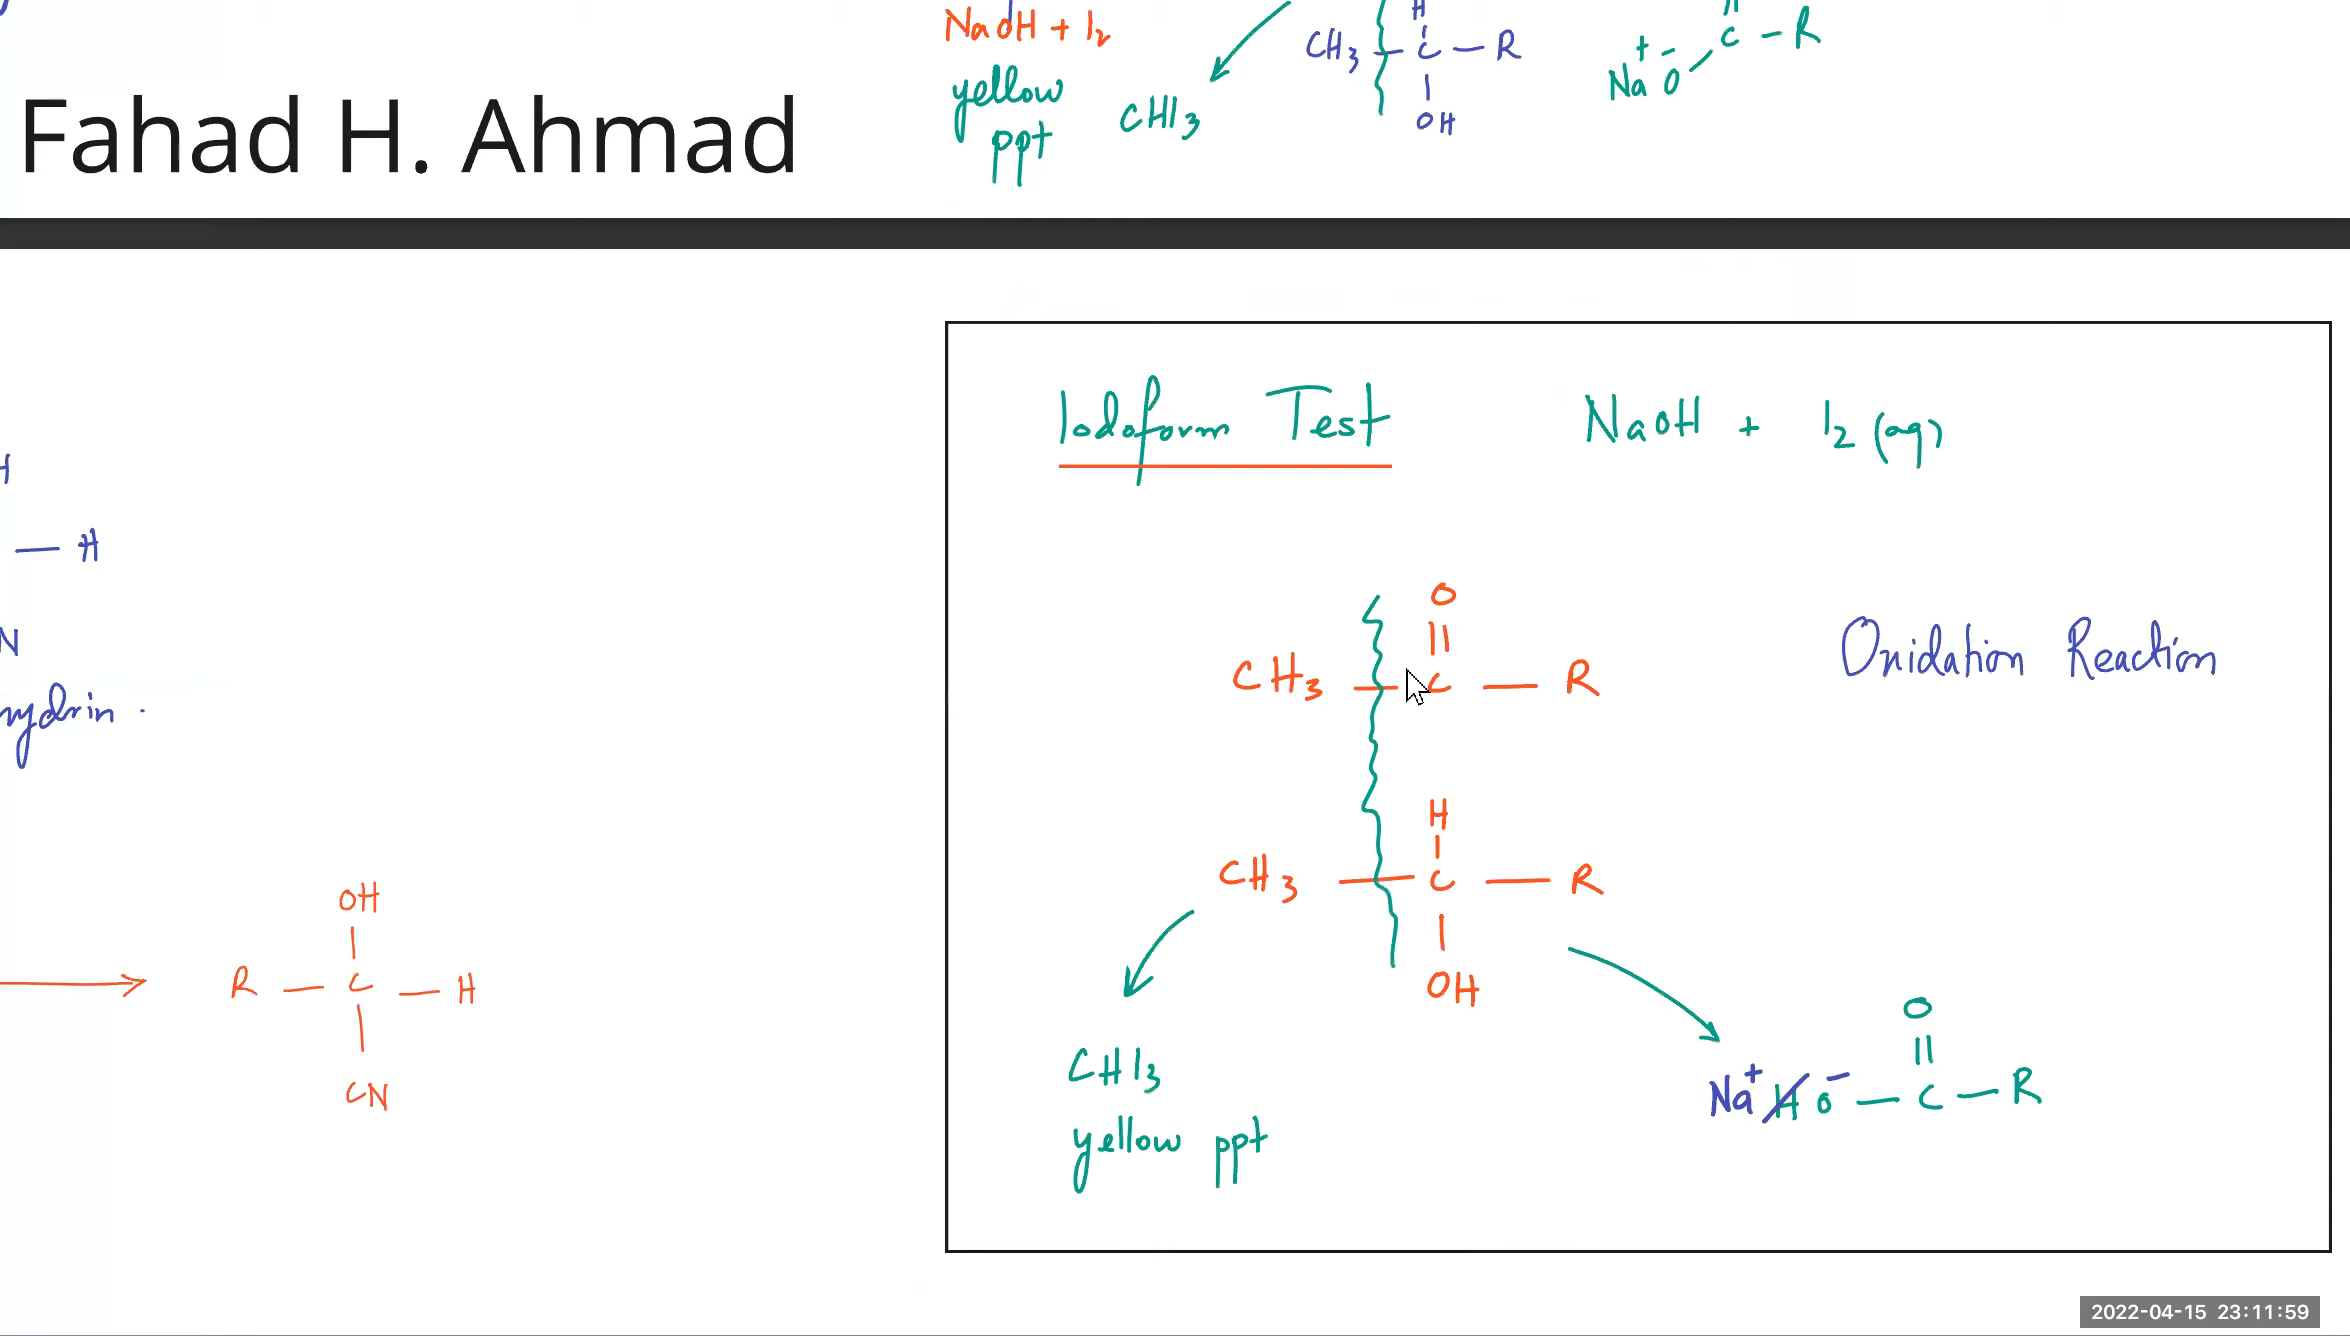 NaOH + I2
yellow
ppt
CHI3
H
CH3 — C — R
OH
C — R
Na+ O-
Fahad H. Ahmad
Iodoform Test
NaOH + I2 (aq)
H
— H
N
hydrin.
O
CH3 — C — R
Oxidation Reaction
H
CH3 — C — R
OH
OH
R — C — H
CN
CHI3
yellow ppt
O
Na+ H O- — C — R
2022-04-15 23:11:59